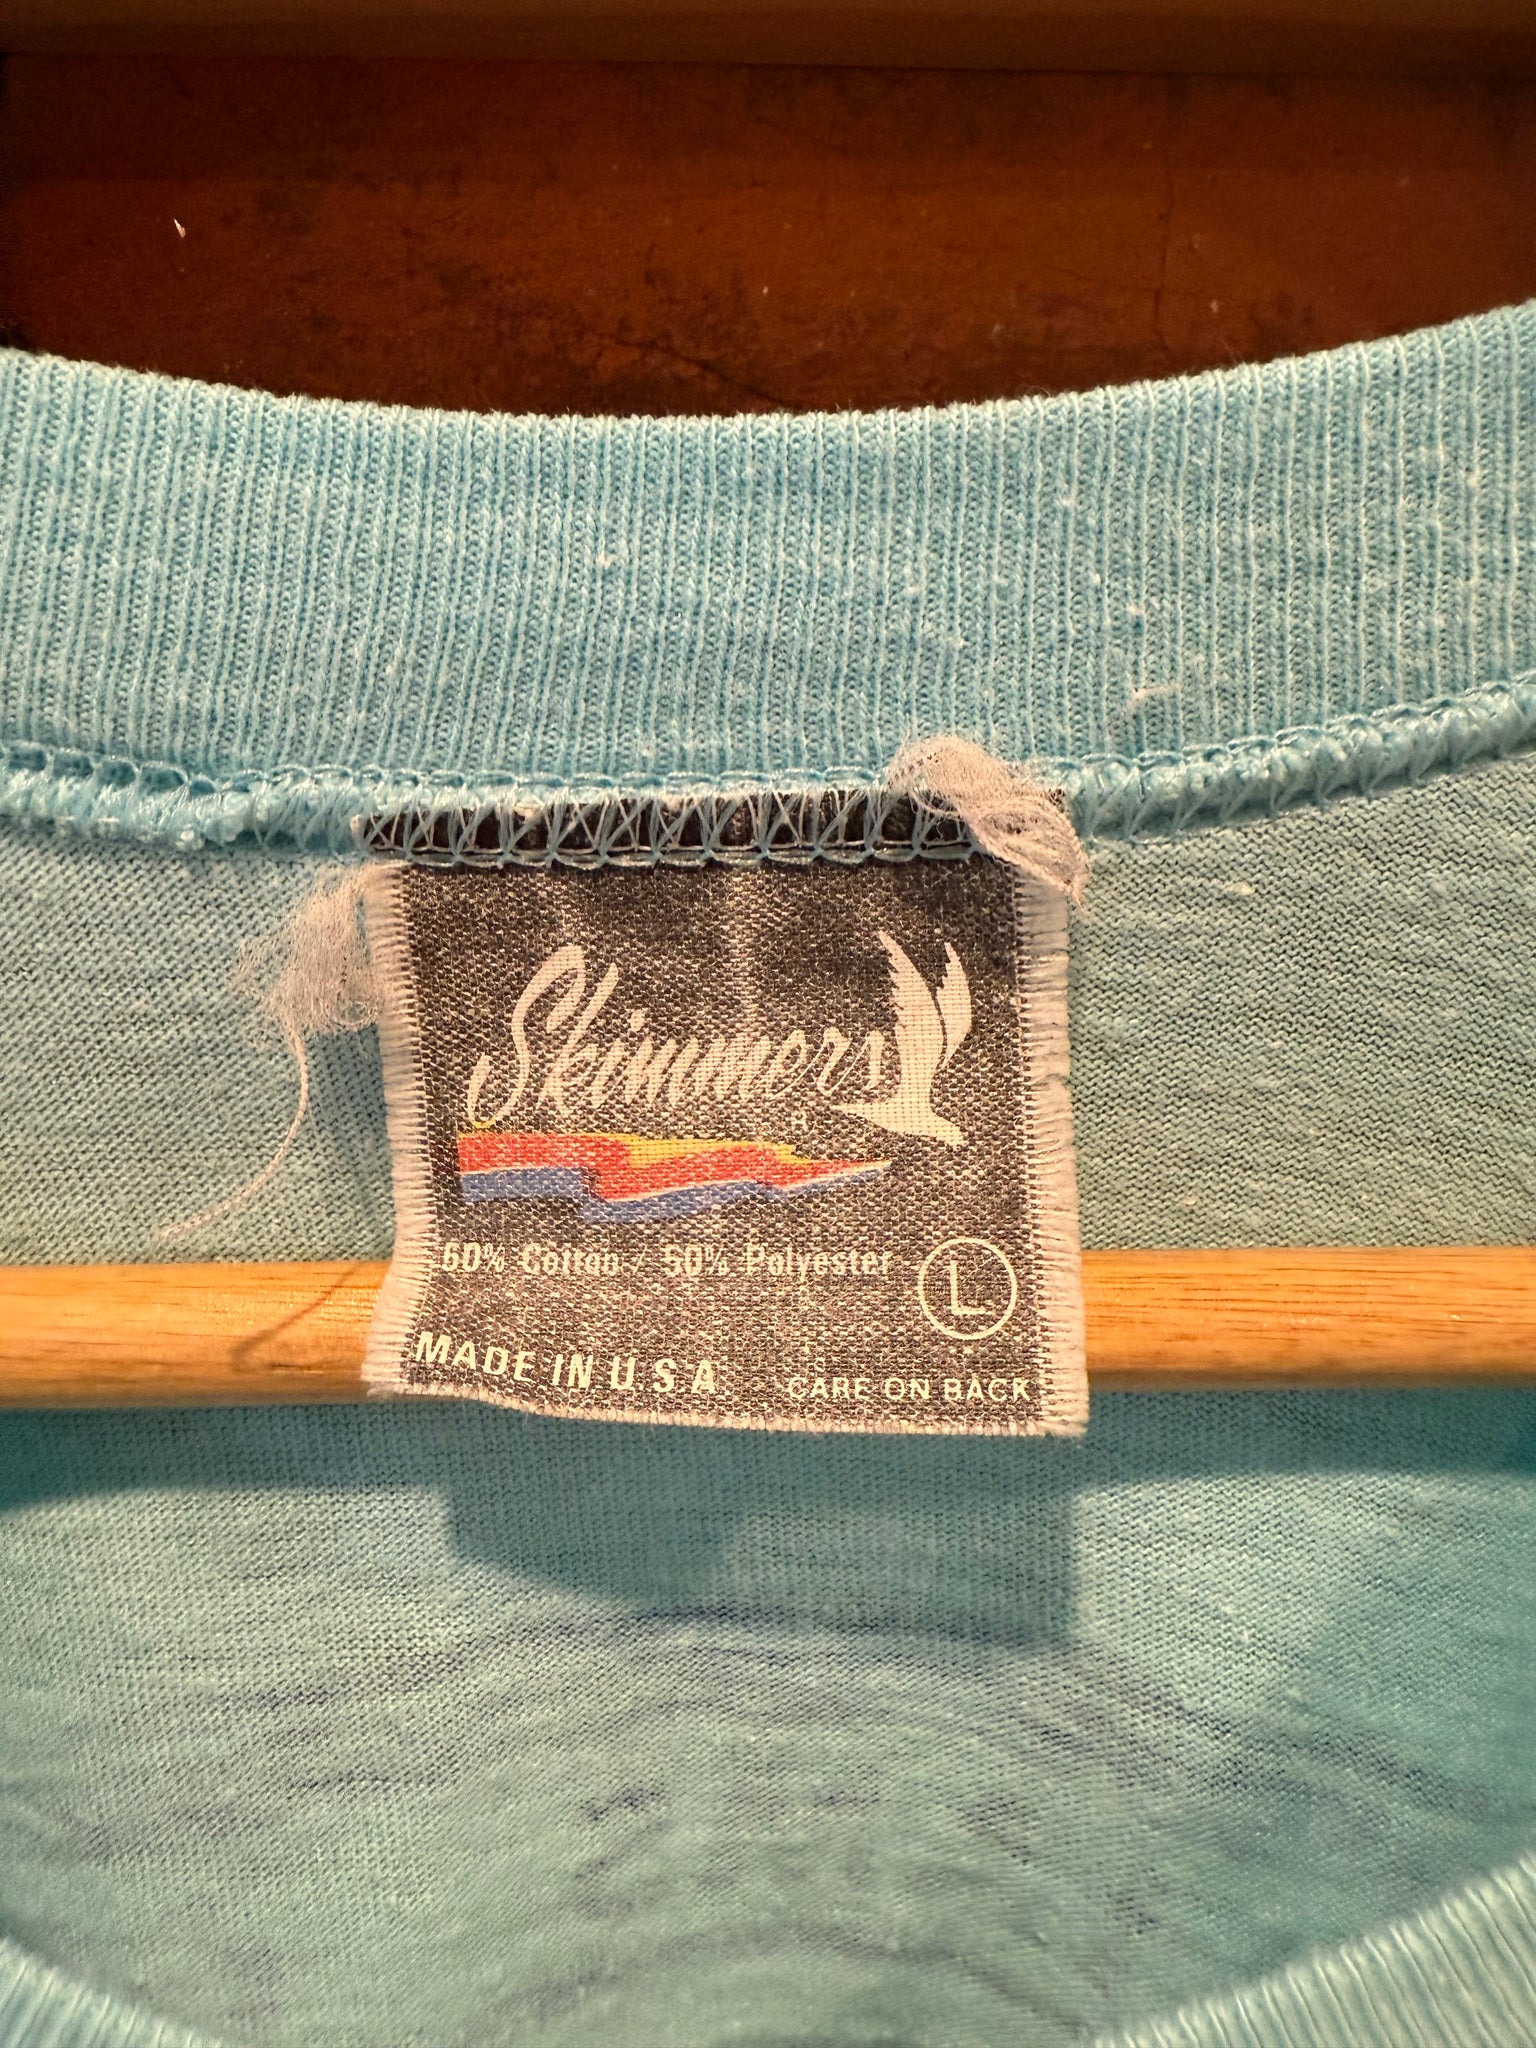 Skimmers
R
50% Cotton / 50% Polyester
L
MADE IN U.S.A.
CARE ON BACK